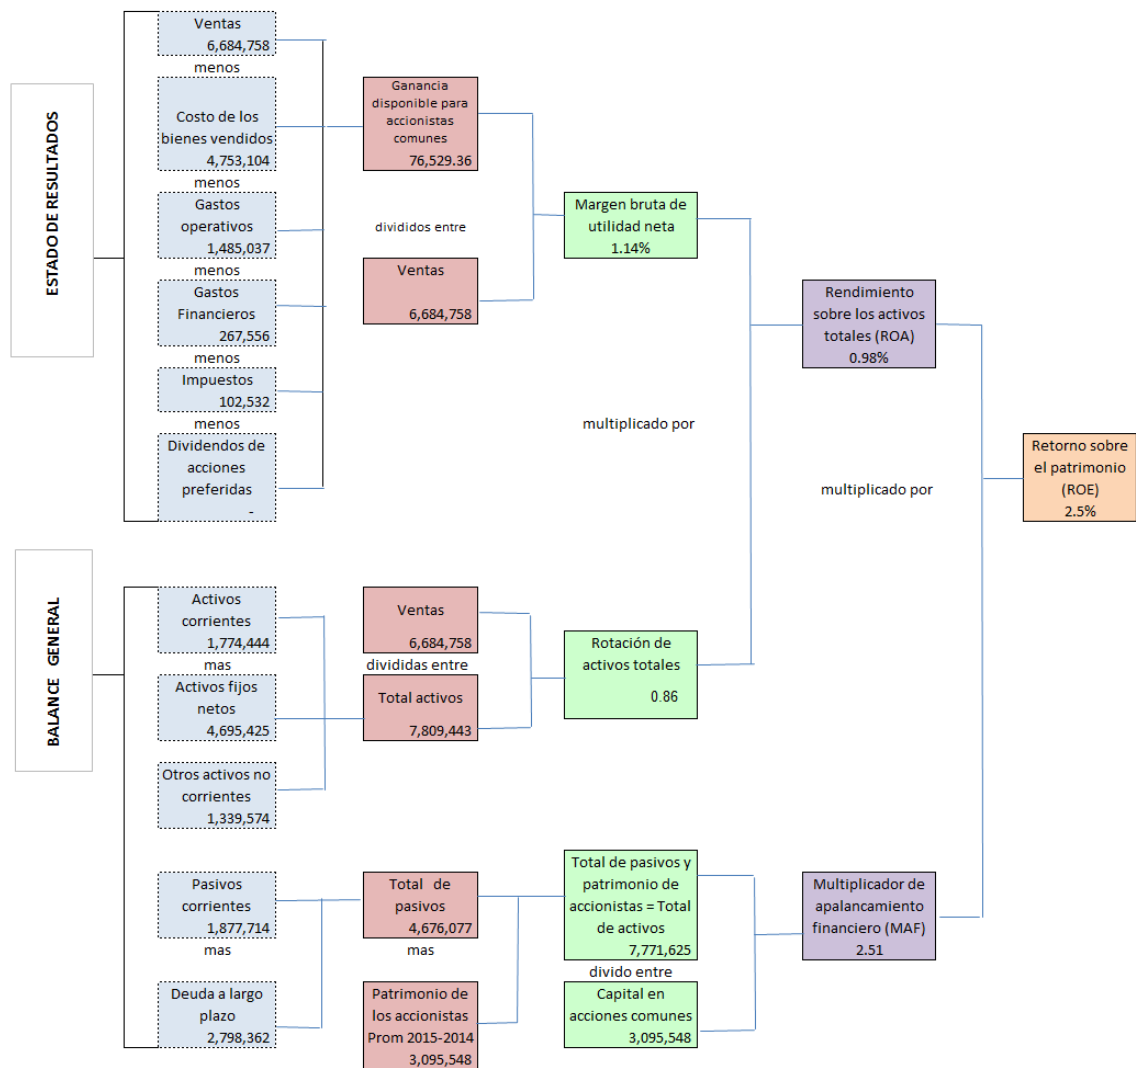 ESTADO DE RESULTADOS
Ventas
6,684,758
menos
Costo de los
bienes vendidos
4,753,104
menos
Gastos
operativos
1,485,037
menos
Gastos
Financieros
267,556
menos
Impuestos
102,532
menos
Dividendos de
acciones
preferidas
-
Ganancia
disponible para
accionistas
comunes
76,529.36
divididos entre
Ventas
6,684,758
Margen bruta de
utilidad neta
1.14%
multiplicado por
Rendimiento
sobre los activos
totales (ROA)
0.98%
multiplicado por
Retorno sobre
el patrimonio
(ROE)
2.5%
BALANCE GENERAL
Activos
corrientes
1,774,444
mas
Activos fijos
netos
4,695,425
Otros activos no
corrientes
1,339,574
Ventas
6,684,758
divididas entre
Total activos
7,809,443
Rotación de
activos totales
0.86
Pasivos
corrientes
1,877,714
mas
Deuda a largo
plazo
2,798,362
Total de
pasivos
4,676,077
mas
Patrimonio de
los accionistas
Prom 2015-2014
3,095,548
Total de pasivos y
patrimonio de
accionistas = Total
de activos
7,771,625
divido entre
Capital en
acciones comunes
3,095,548
Multiplicador de
apalancamiento
financiero (MAF)
2.51